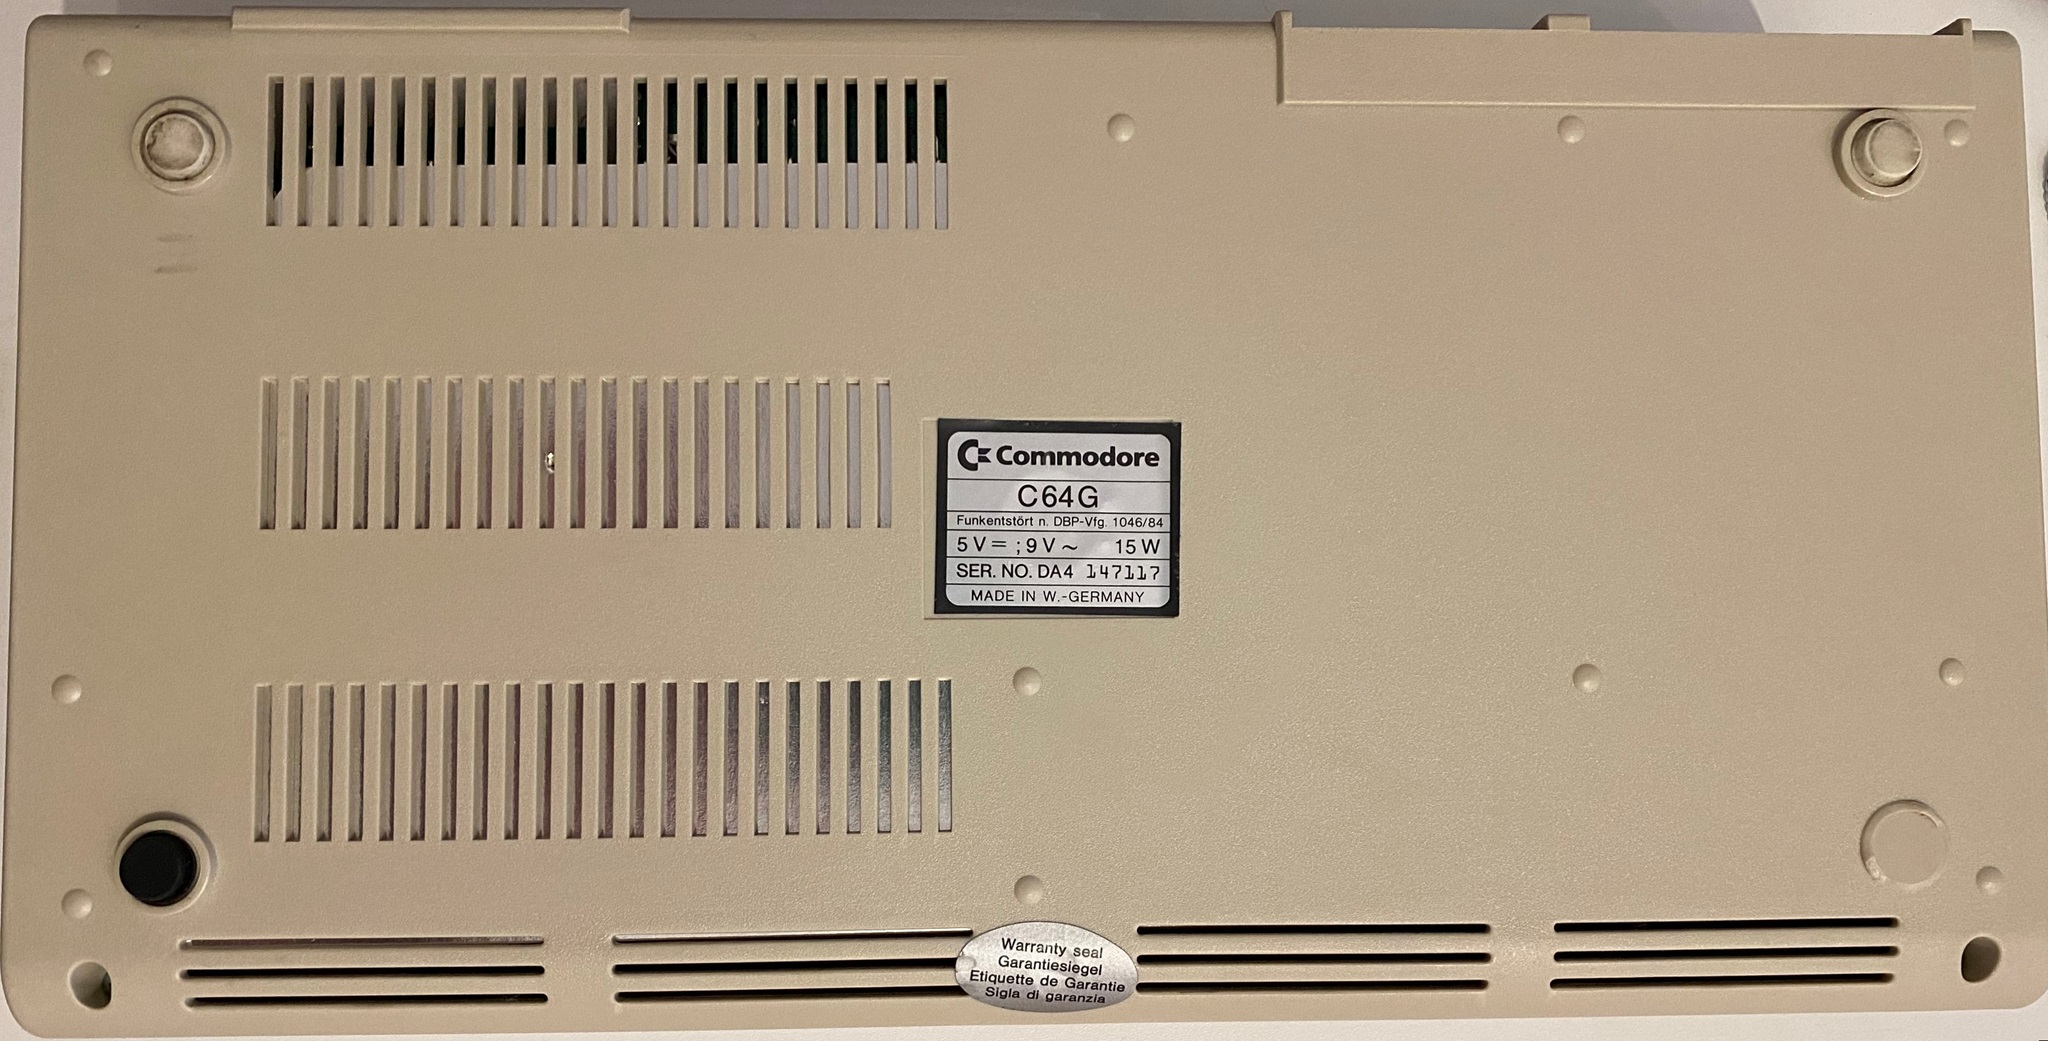 Commodore
C64G
Funkentstört n. DBP-Vfg. 1046/84
5 V ⎓ ; 9 V ~ 15 W
SER. NO. DA4 147117
MADE IN W.-GERMANY
Warranty seal
Garantiesiegel
Etiquette de Garantie
Sigla di garanzia